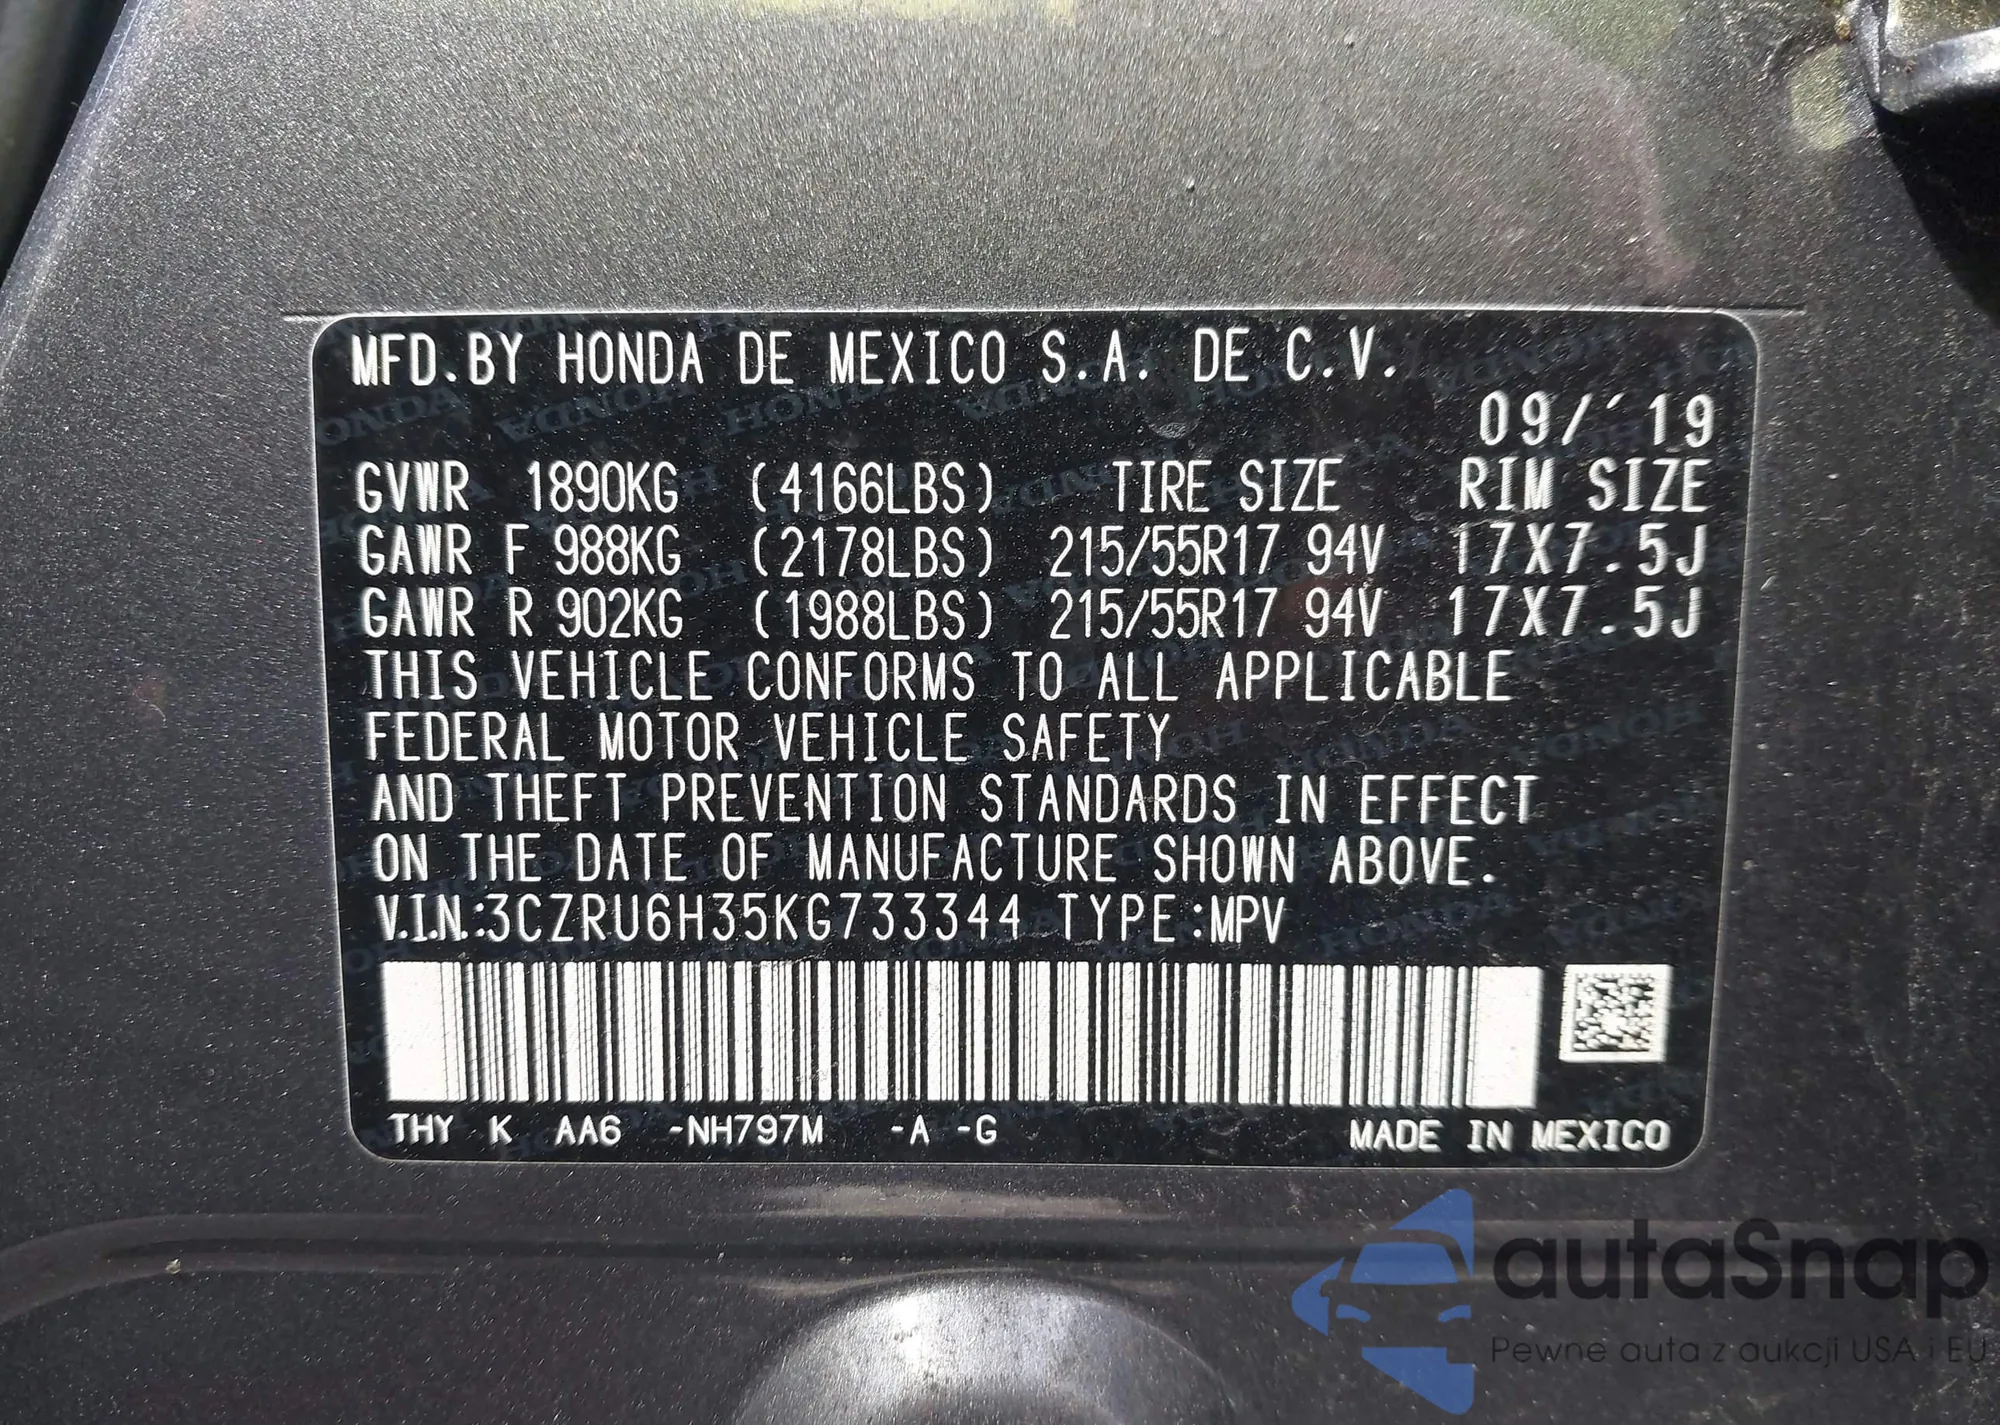 MFD.BY HONDA DE MEXICO S.A. DE C.V.
09/´19
GVWR 1890KG (4166LBS) TIRE SIZE RIM SIZE
GAWR F 988KG (2178LBS) 215/55R17 94V 17X7.5J
GAWR R 902KG (1988LBS) 215/55R17 94V 17X7.5J
THIS VEHICLE CONFORMS TO ALL APPLICABLE
FEDERAL MOTOR VEHICLE SAFETY
AND THEFT PREVENTION STANDARDS IN EFFECT
ON THE DATE OF MANUFACTURE SHOWN ABOVE.
V.I.N.:3CZRU6H35KG733344 TYPE:MPV
THY K AA6 -NH797M -A -G MADE IN MEXICO
autaSnap
Pewne auta z aukcji USA i EU